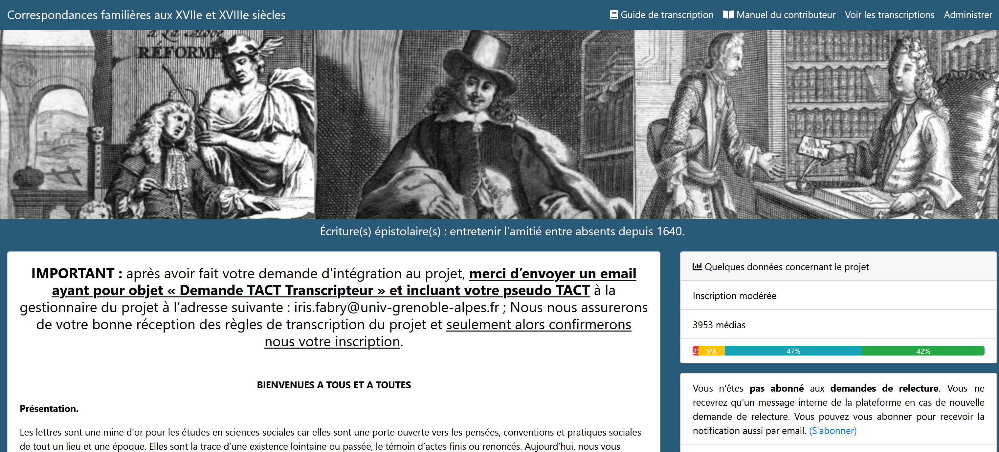 Correspondances familières aux XVIIe et XVIIIe siècles
Guide de transcription
Manuel du contributeur
Voir les transcriptions
Administrer
RÉFORME
Écriture(s) épistolaire(s) : entretenir l’amitié entre absents depuis 1640.
IMPORTANT : après avoir fait votre demande d'intégration au projet, merci d’envoyer un email
ayant pour objet « Demande TACT Transcripteur » et incluant votre pseudo TACT à la
gestionnaire du projet à l’adresse suivante : iris.fabry@univ-grenoble-alpes.fr ; Nous nous assurerons
de votre bonne réception des règles de transcription du projet et seulement alors confirmerons
nous votre inscription.
BIENVENUES A TOUS ET A TOUTES
Présentation.
Les lettres sont une mine d’or pour les études en sciences sociales car elles sont une porte ouverte vers les pensées, conventions et pratiques sociales
de tout un lieu et une époque. Elles sont la trace d’une existence lointaine ou passée, le témoin d’actes finis ou renoncés. Aujourd’hui, nous vous
Quelques données concernant le projet
Inscription modérée
3953 médias
2% 9% 47% 42%
Vous n'êtes pas abonné aux demandes de relecture. Vous ne
recevrez qu'un message interne de la plateforme en cas de nouvelle
demande de relecture. Vous pouvez vous abonner pour recevoir la
notification aussi par email. (S'abonner)